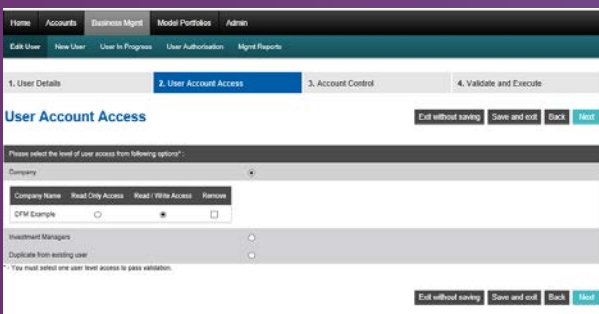 Home Accounts Business Mgmt Model Portfolios Admin
Edit User New User User In Progress User Authorisation Mgmt Reports
1. User Details 2. User Account Access 3. Account Control 4. Validate and Execute
User Account Access
Exit without saving Save and exit Back Next
Please select the level of user access from following options* :
Company
Company Name Read Only Access Read / Write Access Remove
DFM Example
Investment Managers
Duplicate from existing user
* - You must select one user level access to pass validation.
Exit without saving Save and exit Back Next